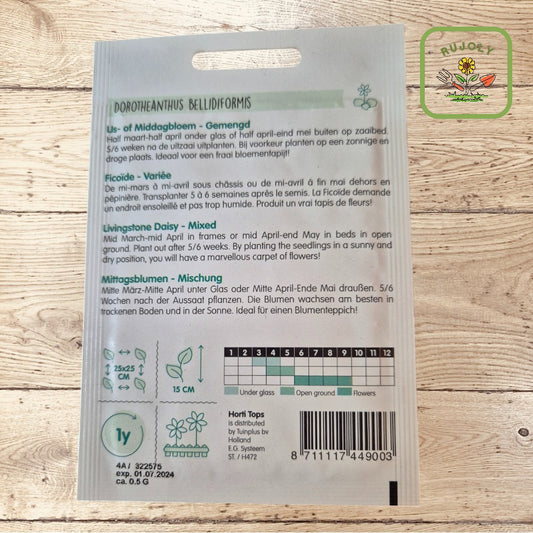 RUJOŁY
DOROTHEANTHUS BELLIDIFORMIS
IJs- of Middagbloem - Gemengd
Half maart-half april onder glas of half april-eind mei buiten op zaaibed.
5/6 weken na de uitzaai uitplanten. Bij voorkeur planten op een zonnige en
droge plaats. Ideaal voor een fraai bloementapijt!
Ficoïde - Variée
De mi-mars à mi-avril sous châssis ou de mi-avril à fin mai dehors en
pépinière. Transplanter 5 à 6 semaines après le semis. La Ficoïde demande
un endroit ensoleillé et pas trop humide. Produit un vrai tapis de fleurs!
Livingstone Daisy - Mixed
Mid March-mid April in frames or mid April-end May in beds in open
ground. Plant out after 5/6 weeks. By planting the seedlings in a sunny and
dry position, you will have a marvellous carpet of flowers!
Mittagsblumen - Mischung
Mitte März-Mitte April unter Glas oder Mitte April-Ende Mai draußen. 5/6
Wochen nach der Aussaat pflanzen. Die Blumen wachsen am besten in
trockenen Boden und in der Sonne. Ideal für einen Blumenteppich!
25x25
CM
15 CM
1 2 3 4 5 6 7 8 9 10 11 12
Under glass Open ground Flowers
1y
Horti Tops
is distributed
by Tuinplus bv
Holland
E.G. Systeem
ST. / H472
8 711117 449003
4A / 322575
exp. 01.07.2024
ca. 0.5 G